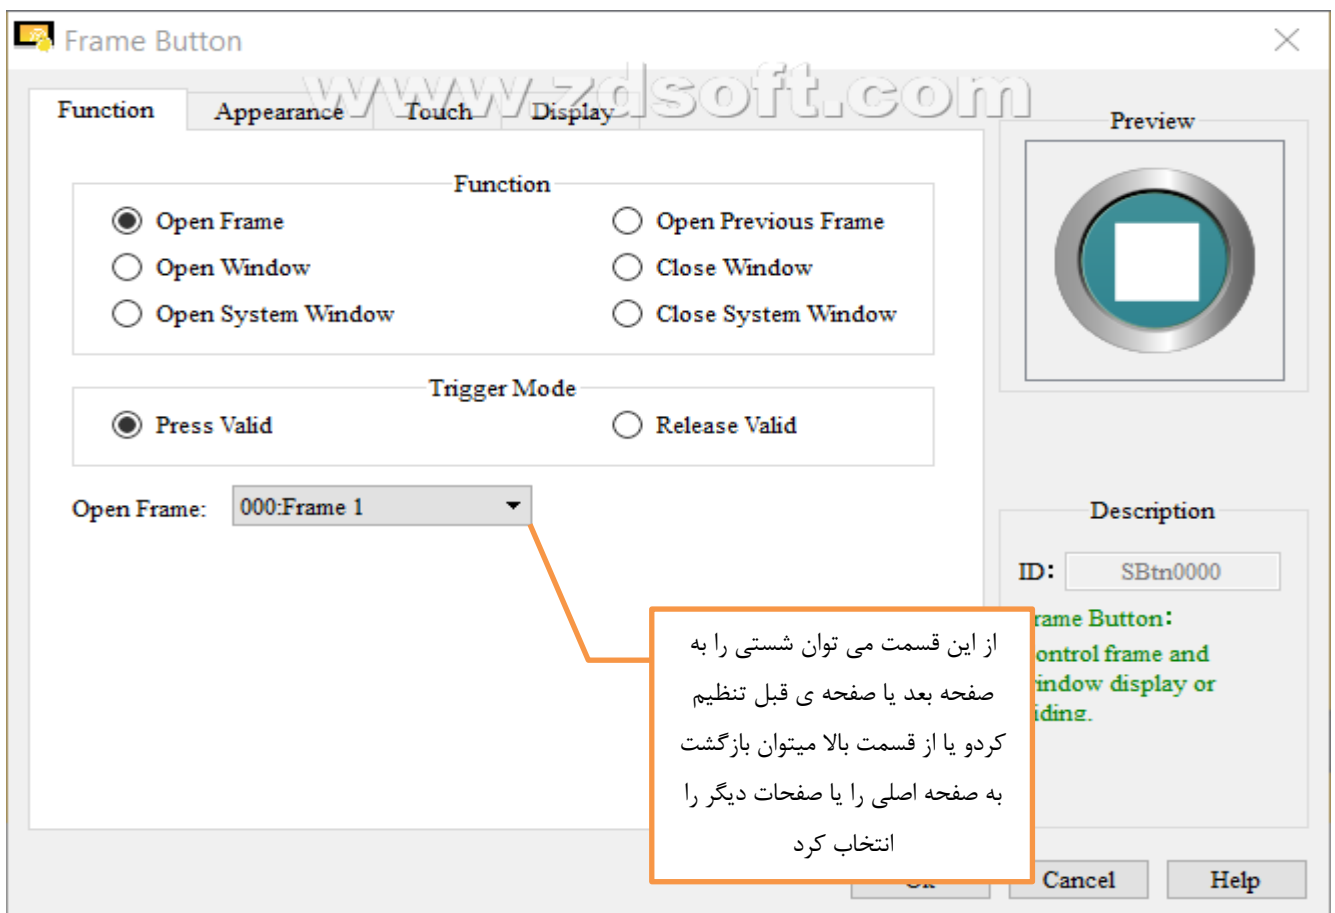 Frame Button
www.zdsoft.com
Function
Appearance
Touch
Display
Preview
Function
Open Frame
Open Previous Frame
Open Window
Close Window
Open System Window
Close System Window
Trigger Mode
Press Valid
Release Valid
Open Frame:
000:Frame 1
Description
ID:
SBtn0000
rame Button:
ontrol frame and
indow display or
iding.
از این قسمت می توان شستی را به
صفحه بعد یا صفحه ی قبل تنظیم
کردو یا از قسمت بالا میتوان بازگشت
به صفحه اصلی را یا صفحات دیگر را
انتخاب کرد
Cancel
Help